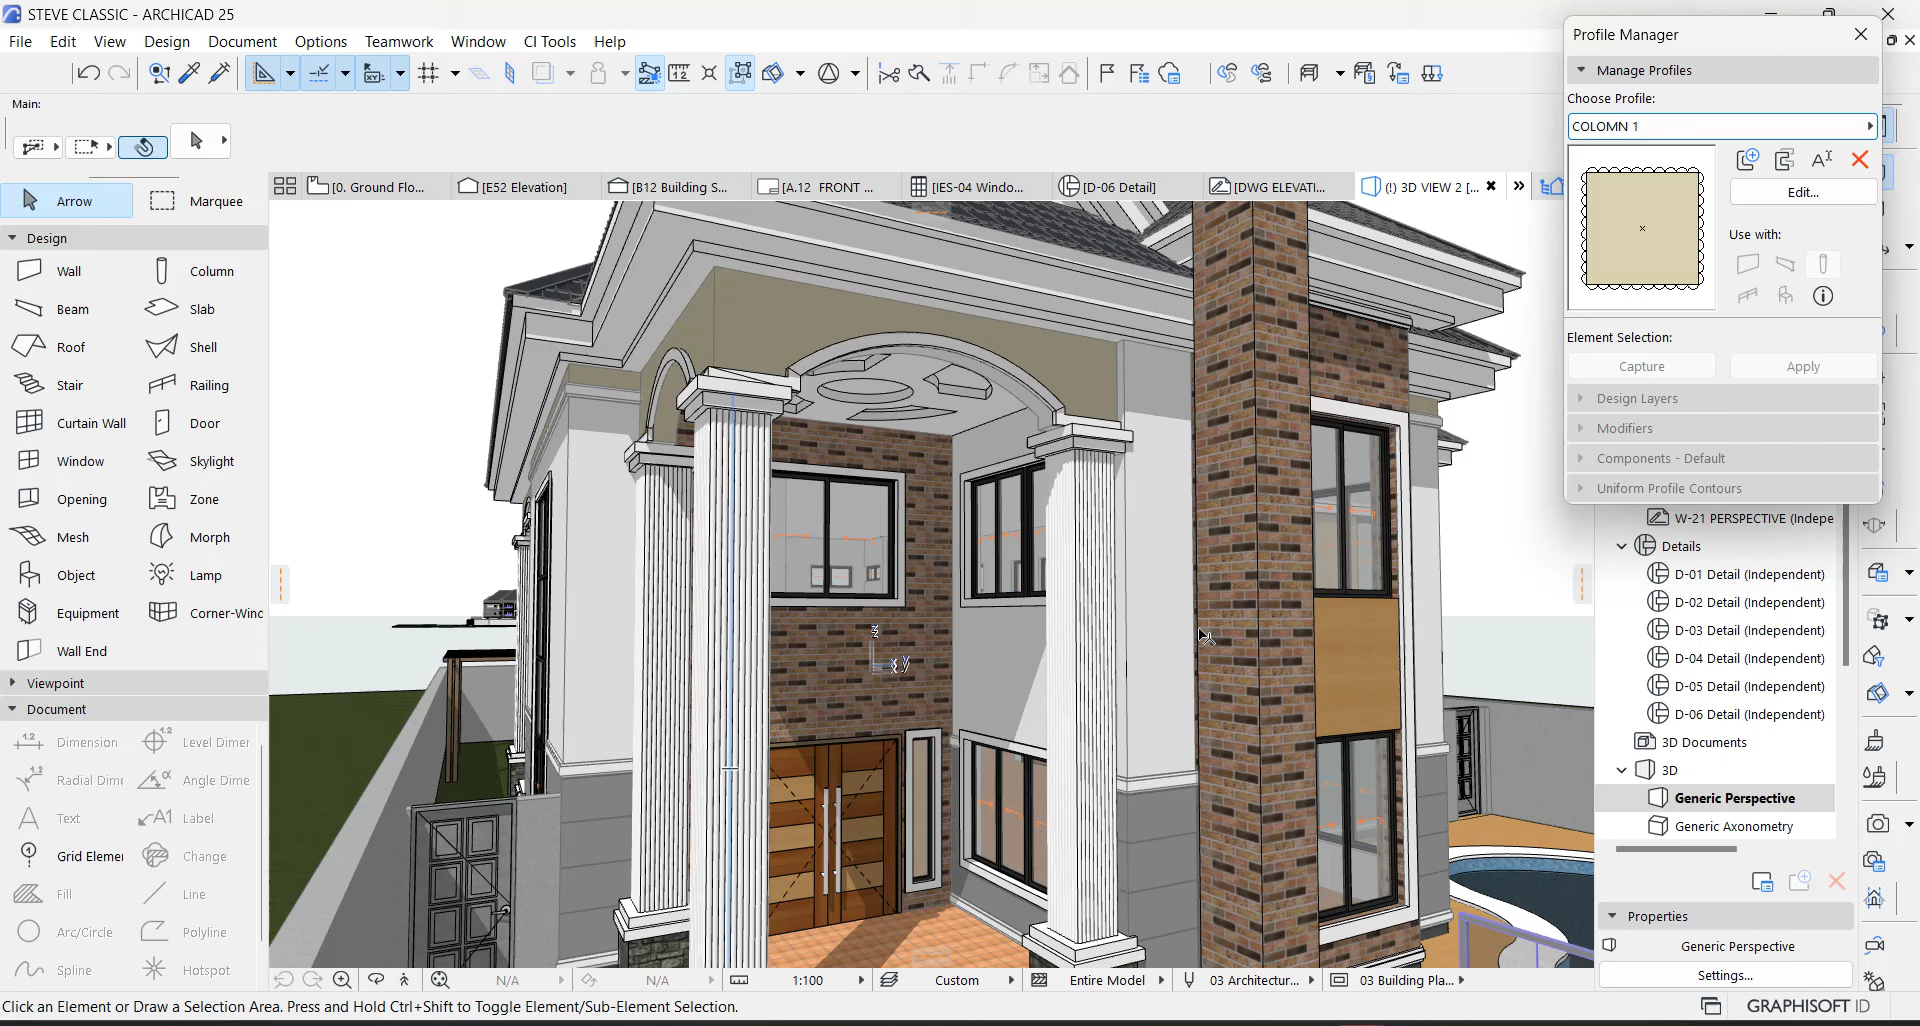 STEVE CLASSIC - ARCHICAD 25
File Edit View Design Document Options Teamwork Window CI Tools Help
Main:
[0. Ground Flo...
[E52 Elevation]
[B12 Building S...
[A.12 FRONT ...
[IES-04 Windo...
[D-06 Detail]
[DWG ELEVATI...
(!) 3D VIEW 2 [...
Arrow Marquee
Design
Wall Column
Beam Slab
Roof Shell
Stair Railing
Curtain Wall Door
Window Skylight
Opening Zone
Mesh Morph
Object Lamp
Equipment Corner-Winc
Wall End
Viewpoint
Document
Dimension Level Dimer
Radial Dime Angle Dime
Text Label
Grid Elemer Change
Fill Line
Arc/Circle Polyline
Spline Hotspot
Z
X Y
Profile Manager
Manage Profiles
Choose Profile:
COLOMN 1
Edit...
Use with:
Element Selection:
Capture Apply
Design Layers
Modifiers
Components - Default
Uniform Profile Contours
W-21 PERSPECTIVE (Indepe
Details
D-01 Detail (Independent)
D-02 Detail (Independent)
D-03 Detail (Independent)
D-04 Detail (Independent)
D-05 Detail (Independent)
D-06 Detail (Independent)
3D Documents
3D
Generic Perspective
Generic Axonometry
Properties
Generic Perspective
Settings...
N/A N/A 1:100 Custom Entire Model 03 Architectur... 03 Building Pla...
Click an Element or Draw a Selection Area. Press and Hold Ctrl+Shift to Toggle Element/Sub-Element Selection.
GRAPHISOFT ID